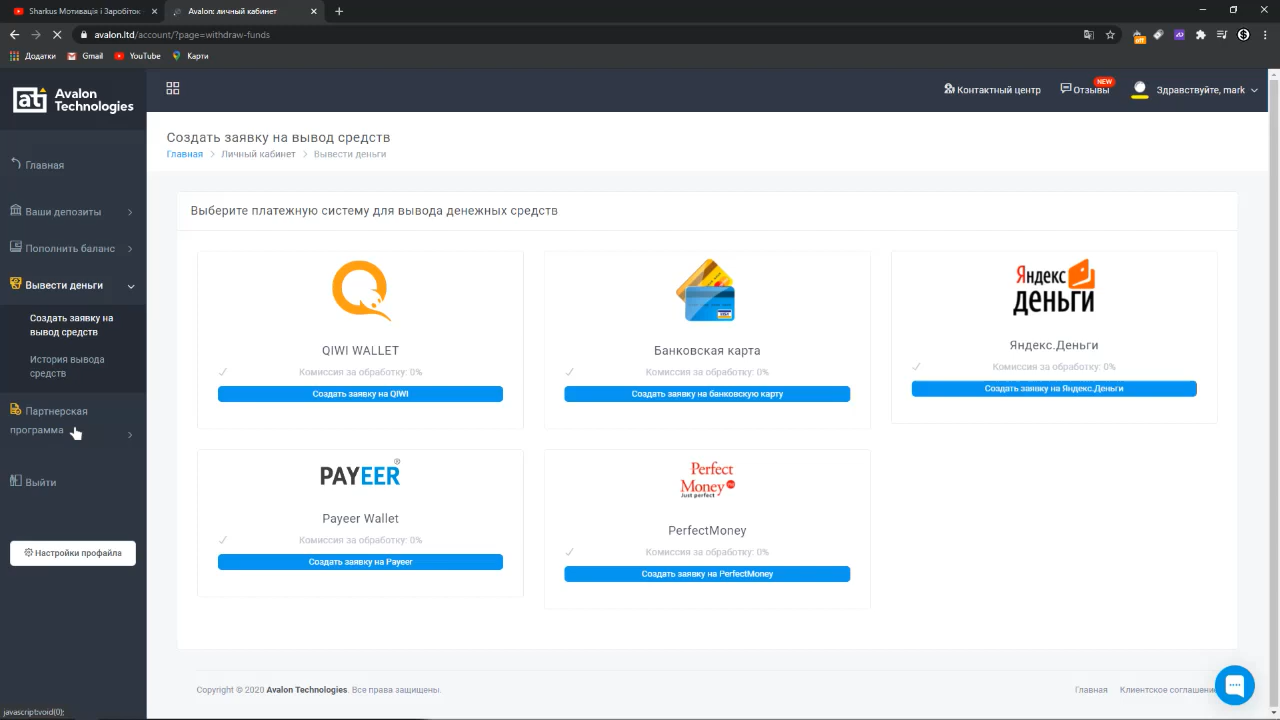 Sharkus Мотивація і Заробіток
Avalon: личный кабинет
avalon.ltd/account/?page=withdraw-funds
Додатки
Gmail
YouTube
Карти
Avalon Technologies
Контактный центр
Отзывы
NEW
Здравствуйте, mark
Создать заявку на вывод средств
Главная > Личный кабинет > Вывести деньги
Главная
Ваши депозиты
Пополнить баланс
Вывести деньги
Создать заявку на
вывод средств
История вывода
средств
Партнерская
программа
Выйти
Настройки профайла
Выберите платежную систему для вывода денежных средств
QIWI WALLET
Комиссия за обработку: 0%
Создать заявку на QIWI
Банковская карта
Комиссия за обработку: 0%
Создать заявку на банковскую карту
Яндекс
деньги
Яндекс.Деньги
Комиссия за обработку: 0%
Создать заявку на Яндекс.Деньги
PAYEER®
Payeer Wallet
Комиссия за обработку: 0%
Создать заявку на Payeer
Perfect
Money
Just perfect
PerfectMoney
Комиссия за обработку: 0%
Создать заявку на PerfectMoney
Copyright © 2020 Avalon Technologies. Все права защищены.
Главная
Клиентское соглашени
javascript:void(0);